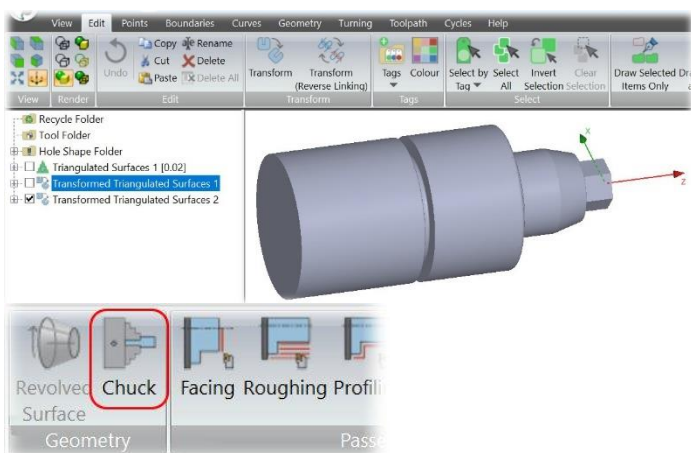 View Edit Points Boundaries Curves Geometry Turning Toolpath Cycles Help
Undo
Copy Rename
Cut Delete
Paste Delete All
Transform
Transform
(Reverse Linking)
Tags Colour
Select by
Tag
Select
All
Invert
Selection
Clear
Selection
Draw Selected
Items Only
View Render Edit Transform Tags Select
Recycle Folder
Tool Folder
Hole Shape Folder
Triangulated Surfaces 1 [0.02]
Transformed Triangulated Surfaces 1
Transformed Triangulated Surfaces 2
x
z
Revolved
Surface
Chuck Facing Roughing
Geometry